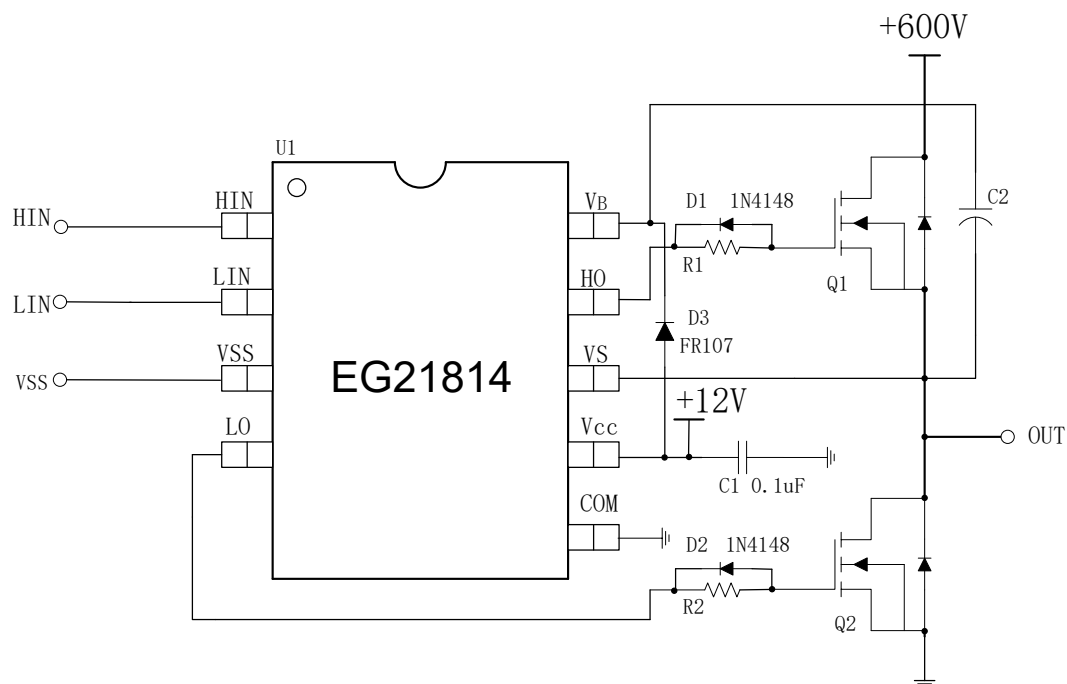 +600V
U1
HIN HIN VB D1 1N4148 C2
R1
LIN LIN HO Q1
D3
FR107
VSS VSS VS
EG21814
+12V
LO Vcc OUT
C1 0.1uF
COM
D2 1N4148
R2
Q2